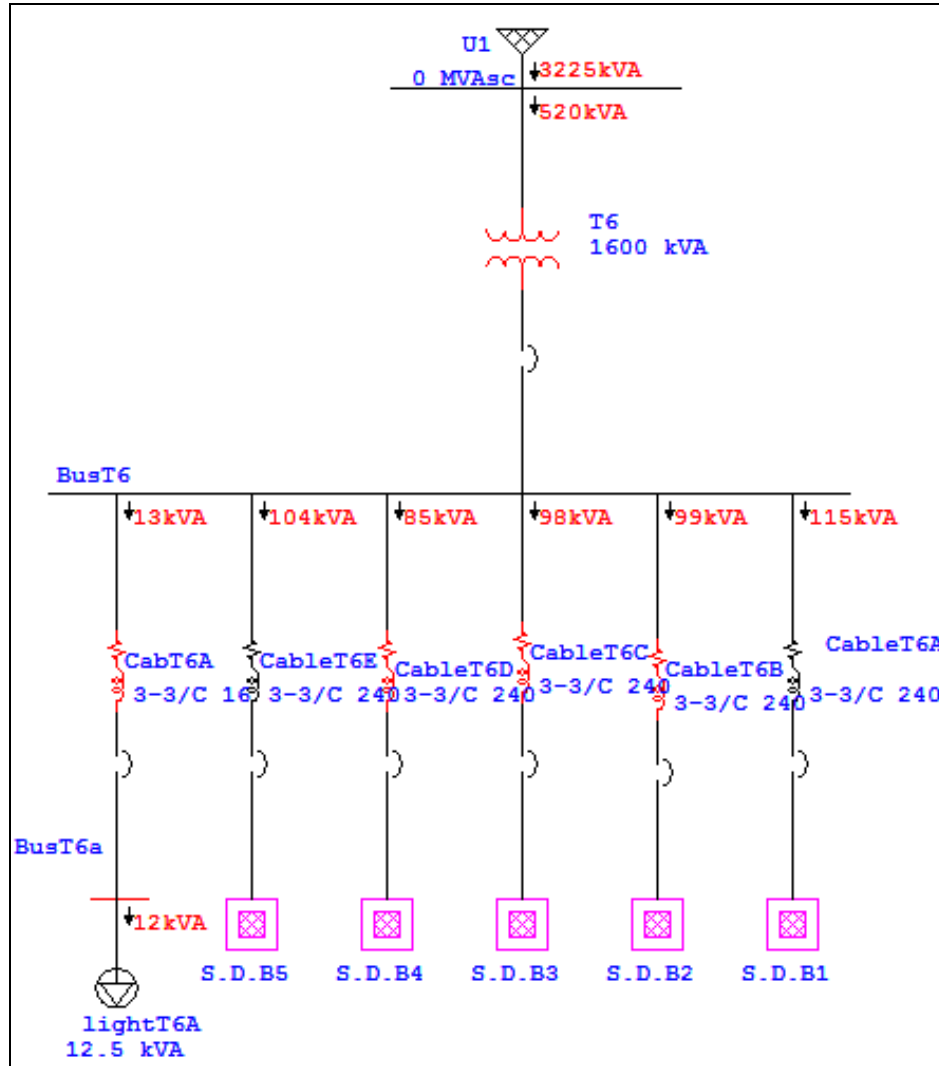 U1
3225kVA
0 MVAsc
520kVA
T6
1600 kVA
BusT6
13kVA
104kVA
85kVA
98kVA
99kVA
115kVA
CabT6A
CableT6E
CableT6D
CableT6C
CableT6B
CableT6A
3-3/C 16
3-3/C 240
3-3/C 240
3-3/C 240
3-3/C 240
3-3/C 240
BusT6a
12kVA
S.D.B5
S.D.B4
S.D.B3
S.D.B2
S.D.B1
lightT6A
12.5 kVA